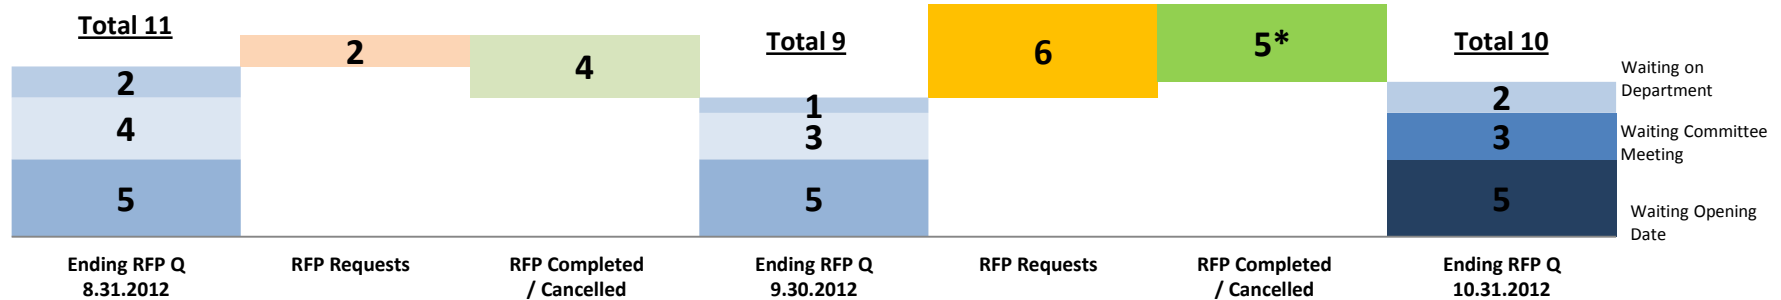 Total 11
2
4
5
2
4
Total 9
1
3
5
6
5*
Total 10
2
3
5
Waiting on
Department
Waiting Committee
Meeting
Waiting Opening
Date
Ending RFP Q
8.31.2012
RFP Requests
RFP Completed
/ Cancelled
Ending RFP Q
9.30.2012
RFP Requests
RFP Completed
/ Cancelled
Ending RFP Q
10.31.2012